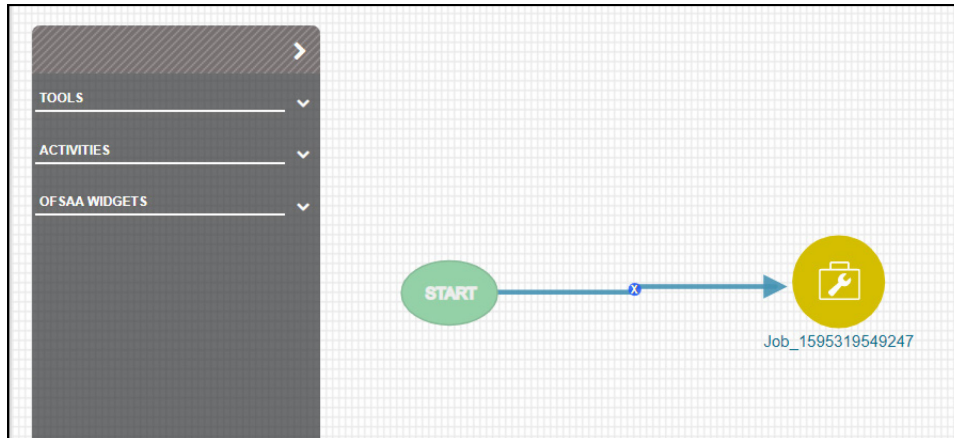 TOOLS
ACTIVITIES
OFSAA WIDGETS
START
X
Job_1595319549247